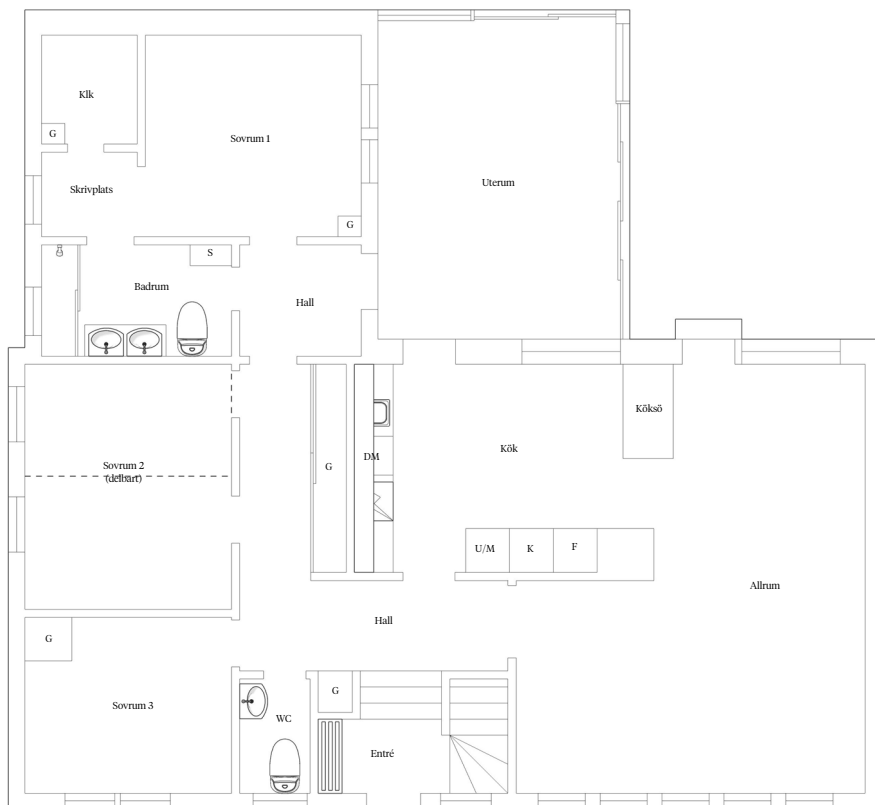 Klk
G
Sovrum 1
Uterum
Skrivplats
G
S
Badrum
Hall
Köksö
Kök
DM
G
Sovrum 2
(delbart)
U/M
K
F
Allrum
Hall
G
G
Sovrum 3
WC
Entré